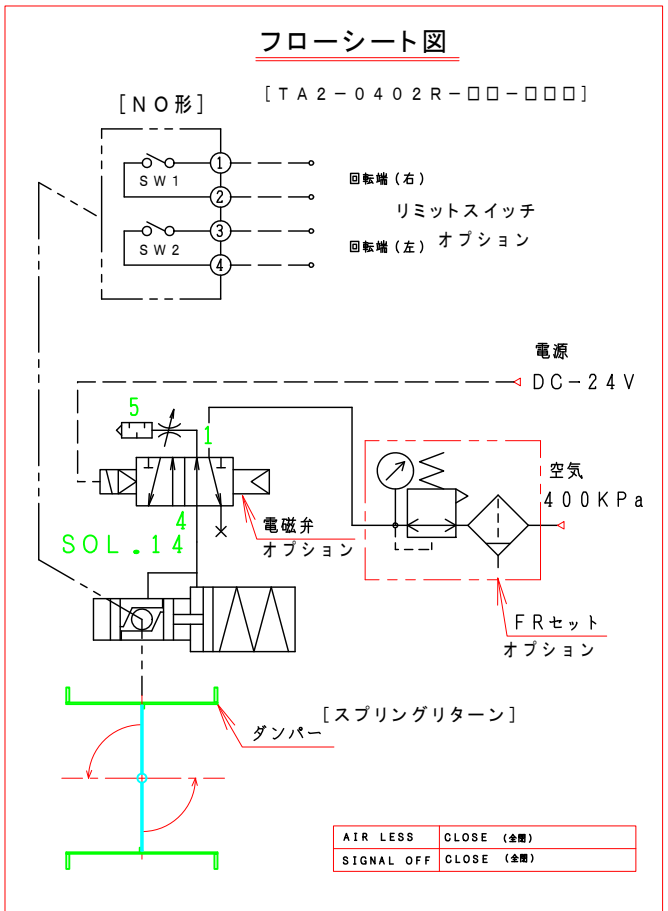 フローシート図
[NO形]
[TA2-0402R-□□-□□□]
SW1
①
②
回転端(右)
リミットスイッチ
オプション
SW2
③
④
回転端(左)
電源
DC-24V
5
1
4
SOL.14
電磁弁
オプション
空気
400KPa
FRセット
オプション
[スプリングリターン]
ダンパー
AIR LESS CLOSE (全閉)
SIGNAL OFF CLOSE (全閉)